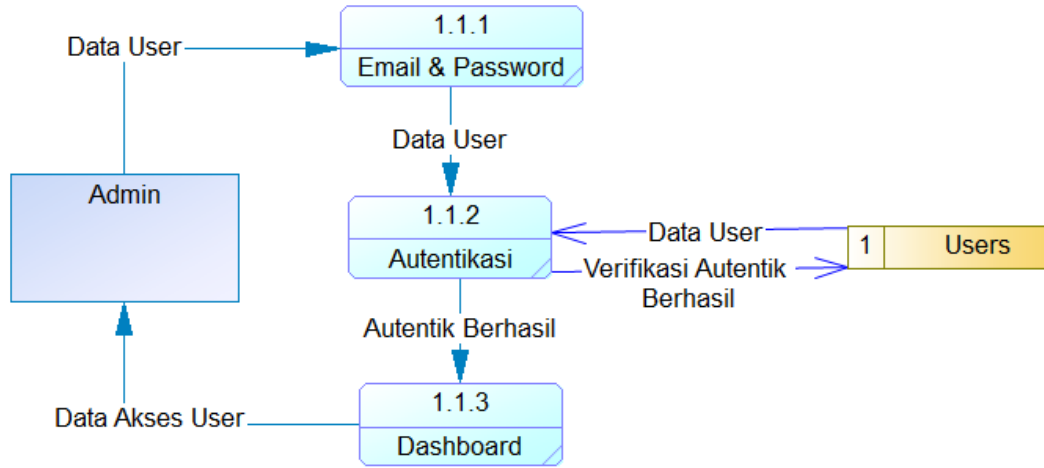 1.1.1
Data User
Email & Password
Data User
Admin
1.1.2
Autentikasi
Data User
Verifikasi Autentik
Berhasil
1
Users
Autentik Berhasil
1.1.3
Dashboard
Data Akses User